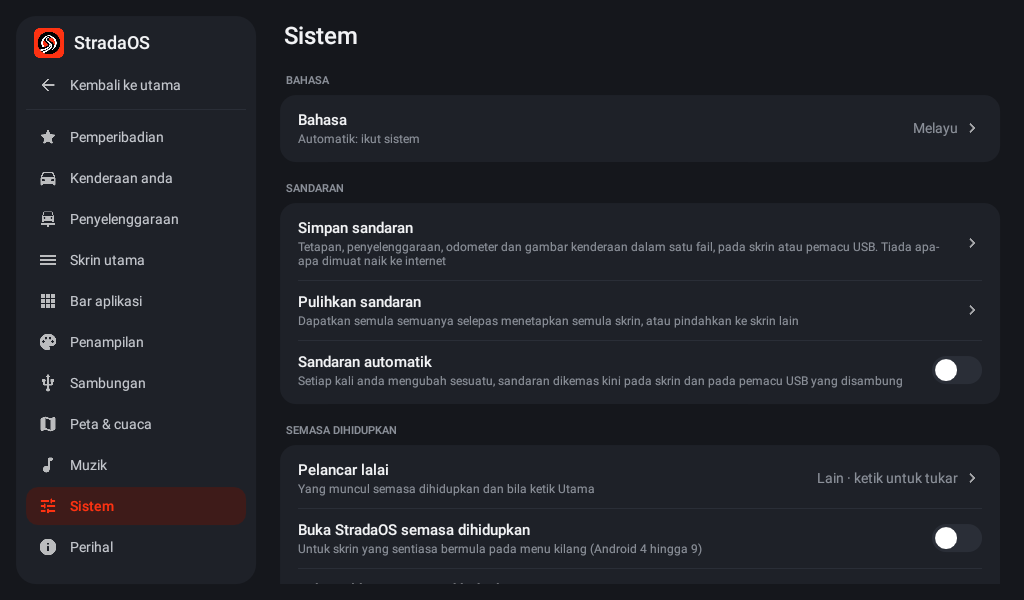 StradaOS
Kembali ke utama
Pemperibadian
Kenderaan anda
Penyelenggaraan
Skrin utama
Bar aplikasi
Penampilan
Sambungan
Peta & cuaca
Muzik
Sistem
Perihal
Sistem
BAHASA
Bahasa
Automatik: ikut sistem
Melayu
SANDARAN
Simpan sandaran
Tetapan, penyelenggaraan, odometer dan gambar kenderaan dalam satu fail, pada skrin atau pemacu USB. Tiada apa-
apa dimuat naik ke internet
Pulihkan sandaran
Dapatkan semula semuanya selepas menetapkan semula skrin, atau pindahkan ke skrin lain
Sandaran automatik
Setiap kali anda mengubah sesuatu, sandaran dikemas kini pada skrin dan pada pemacu USB yang disambung
SEMASA DIHIDUPKAN
Pelancar lalai
Yang muncul semasa dihidupkan dan bila ketik Utama
Lain · ketik untuk tukar
Buka StradaOS semasa dihidupkan
Untuk skrin yang sentiasa bermula pada menu kilang (Android 4 hingga 9)